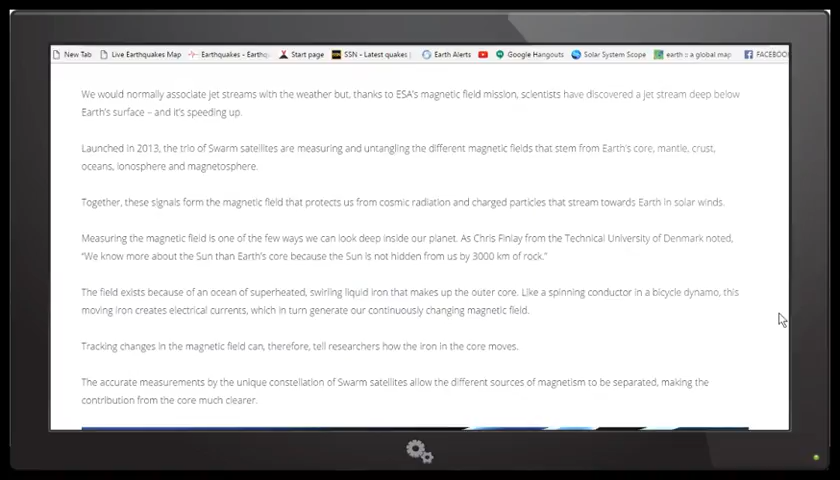 New Tab Live Earthquakes Map Earthquakes - Earthq Start page SSN - Latest quakes | Earth Alerts Google Hangouts Solar System Scope earth :: a global map FACEBOO
We would normally associate jet streams with the weather but, thanks to ESA's magnetic field mission, scientists have discovered a jet stream deep below
Earth's surface – and it's speeding up.
Launched in 2013, the trio of Swarm satellites are measuring and untangling the different magnetic fields that stem from Earth's core, mantle, crust,
oceans, ionosphere and magnetosphere.
Together, these signals form the magnetic field that protects us from cosmic radiation and charged particles that stream towards Earth in solar winds.
Measuring the magnetic field is one of the few ways we can look deep inside our planet. As Chris Finlay from the Technical University of Denmark noted,
"We know more about the Sun than Earth's core because the Sun is not hidden from us by 3000 km of rock."
The field exists because of an ocean of superheated, swirling liquid iron that makes up the outer core. Like a spinning conductor in a bicycle dynamo, this
moving iron creates electrical currents, which in turn generate our continuously changing magnetic field.
Tracking changes in the magnetic field can, therefore, tell researchers how the iron in the core moves.
The accurate measurements by the unique constellation of Swarm satellites allow the different sources of magnetism to be separated, making the
contribution from the core much clearer.